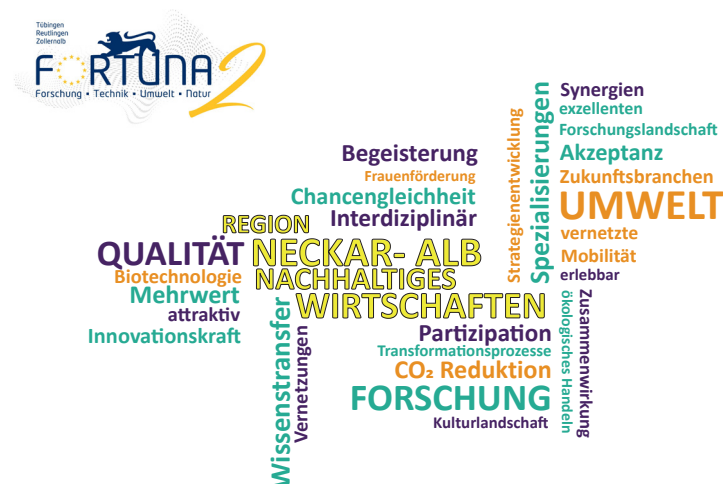 Tübingen
Reutlingen
Zollernalb
FORTUNA 2
Forschung • Technik • Umwelt • Natur
Synergien
exzellenten
Forschungslandschaft
Akzeptanz
Zukunftsbranchen
UMWELT
vernetzte
Mobilität
erlebbar
Spezialisierungen
Strategienentwicklung
Begeisterung
Frauenförderung
Chancengleichheit
Interdiziplinär
REGION
QUALITÄT
NECKAR- ALB
Biotechnologie
NACHHALTIGES
Mehrwert
WIRTSCHAFTEN
attraktiv
Innovationskraft
Wissenstransfer
Vernetzungen
Partizipation
Transformationsprozesse
CO₂ Reduktion
FORSCHUNG
Kulturlandschaft
ökologisches Handeln
Zusammenwirkung